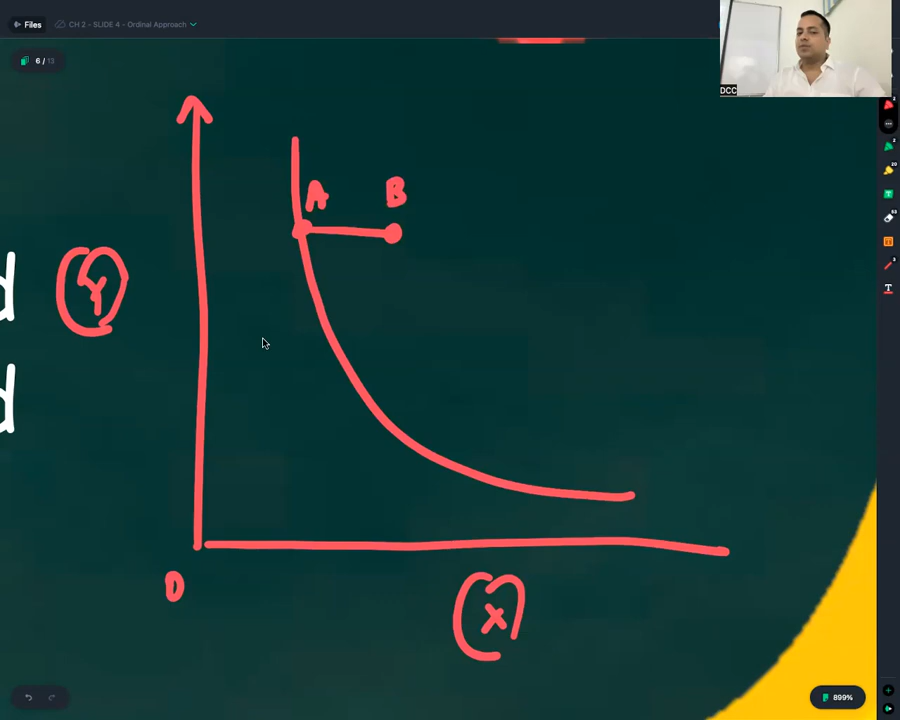 Files
CH 2 - SLIDE 4 - Ordinal Approach
6 / 13
DCC
A B
d
Y
d
O
X
899%